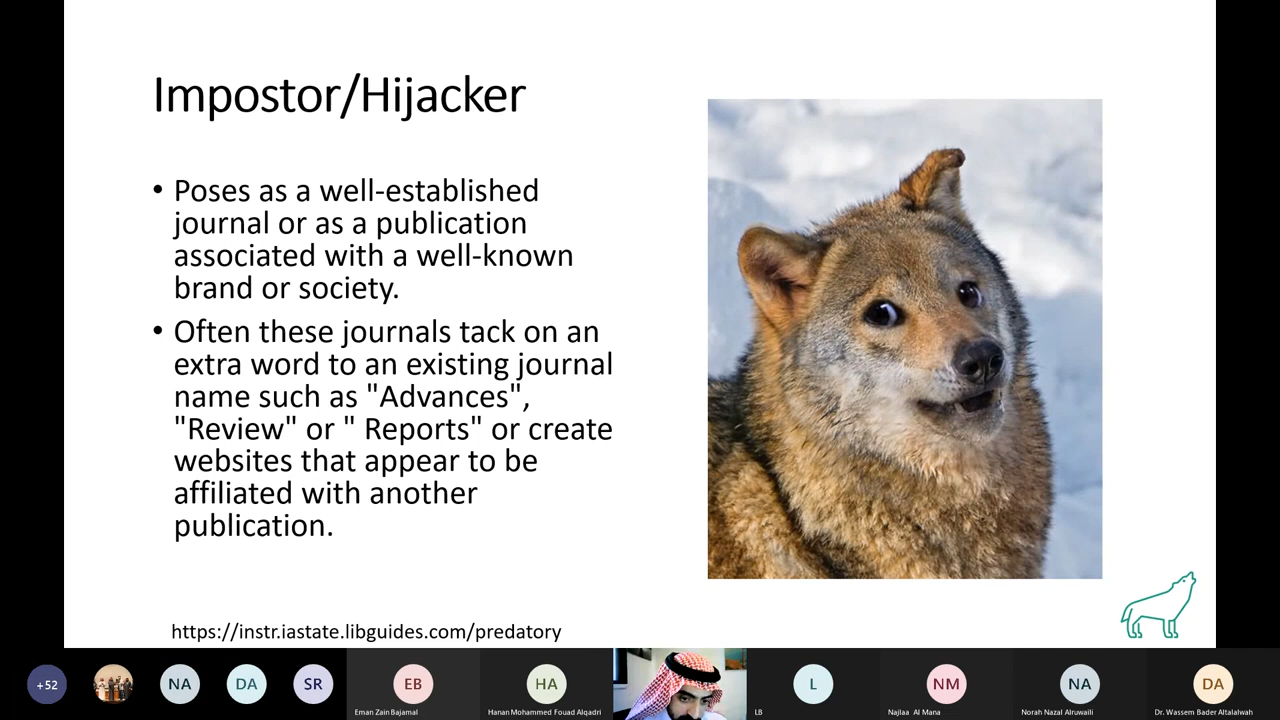 Impostor/Hijacker
• Poses as a well-established
journal or as a publication
associated with a well-known
brand or society.
• Often these journals tack on an
extra word to an existing journal
name such as "Advances",
"Review" or " Reports" or create
websites that appear to be
affiliated with another
publication.
https://instr.iastate.libguides.com/predatory
+52
NA
DA
SR
EB
HA
L
NM
NA
DA
Eman Zain Bajamal
Hanan Mohammed Fouad Alqadri
LB
Najlaa Al Mana
Norah Nazal Alruwaili
Dr. Wassem Bader Altalalwah